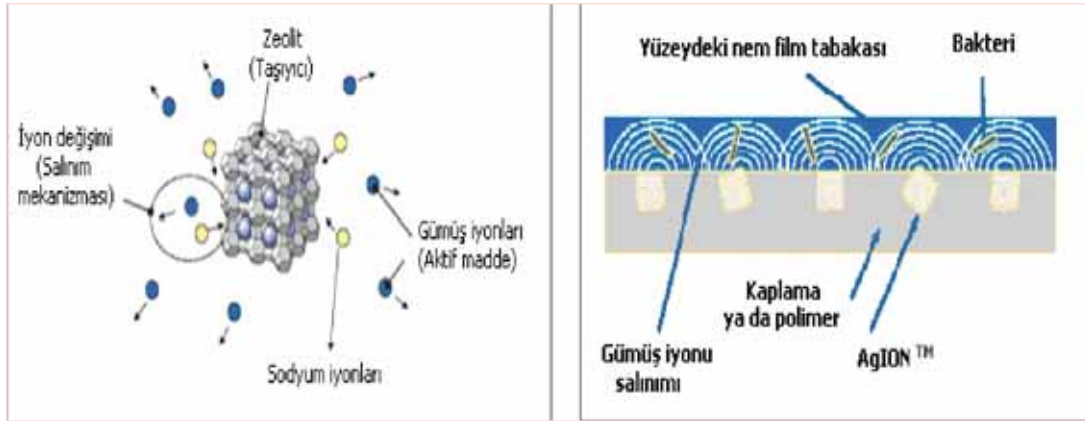 Zeolit
(Taşıyıcı)
İyon değişimi
(Salınım
mekanizması)
Gümüş iyonları
(Aktif madde)
Sodyum iyonları
Yüzeydeki nem film tabakası
Bakteri
Kaplama
ya da polimer
Gümüş iyonu
salınımı
AgION ™